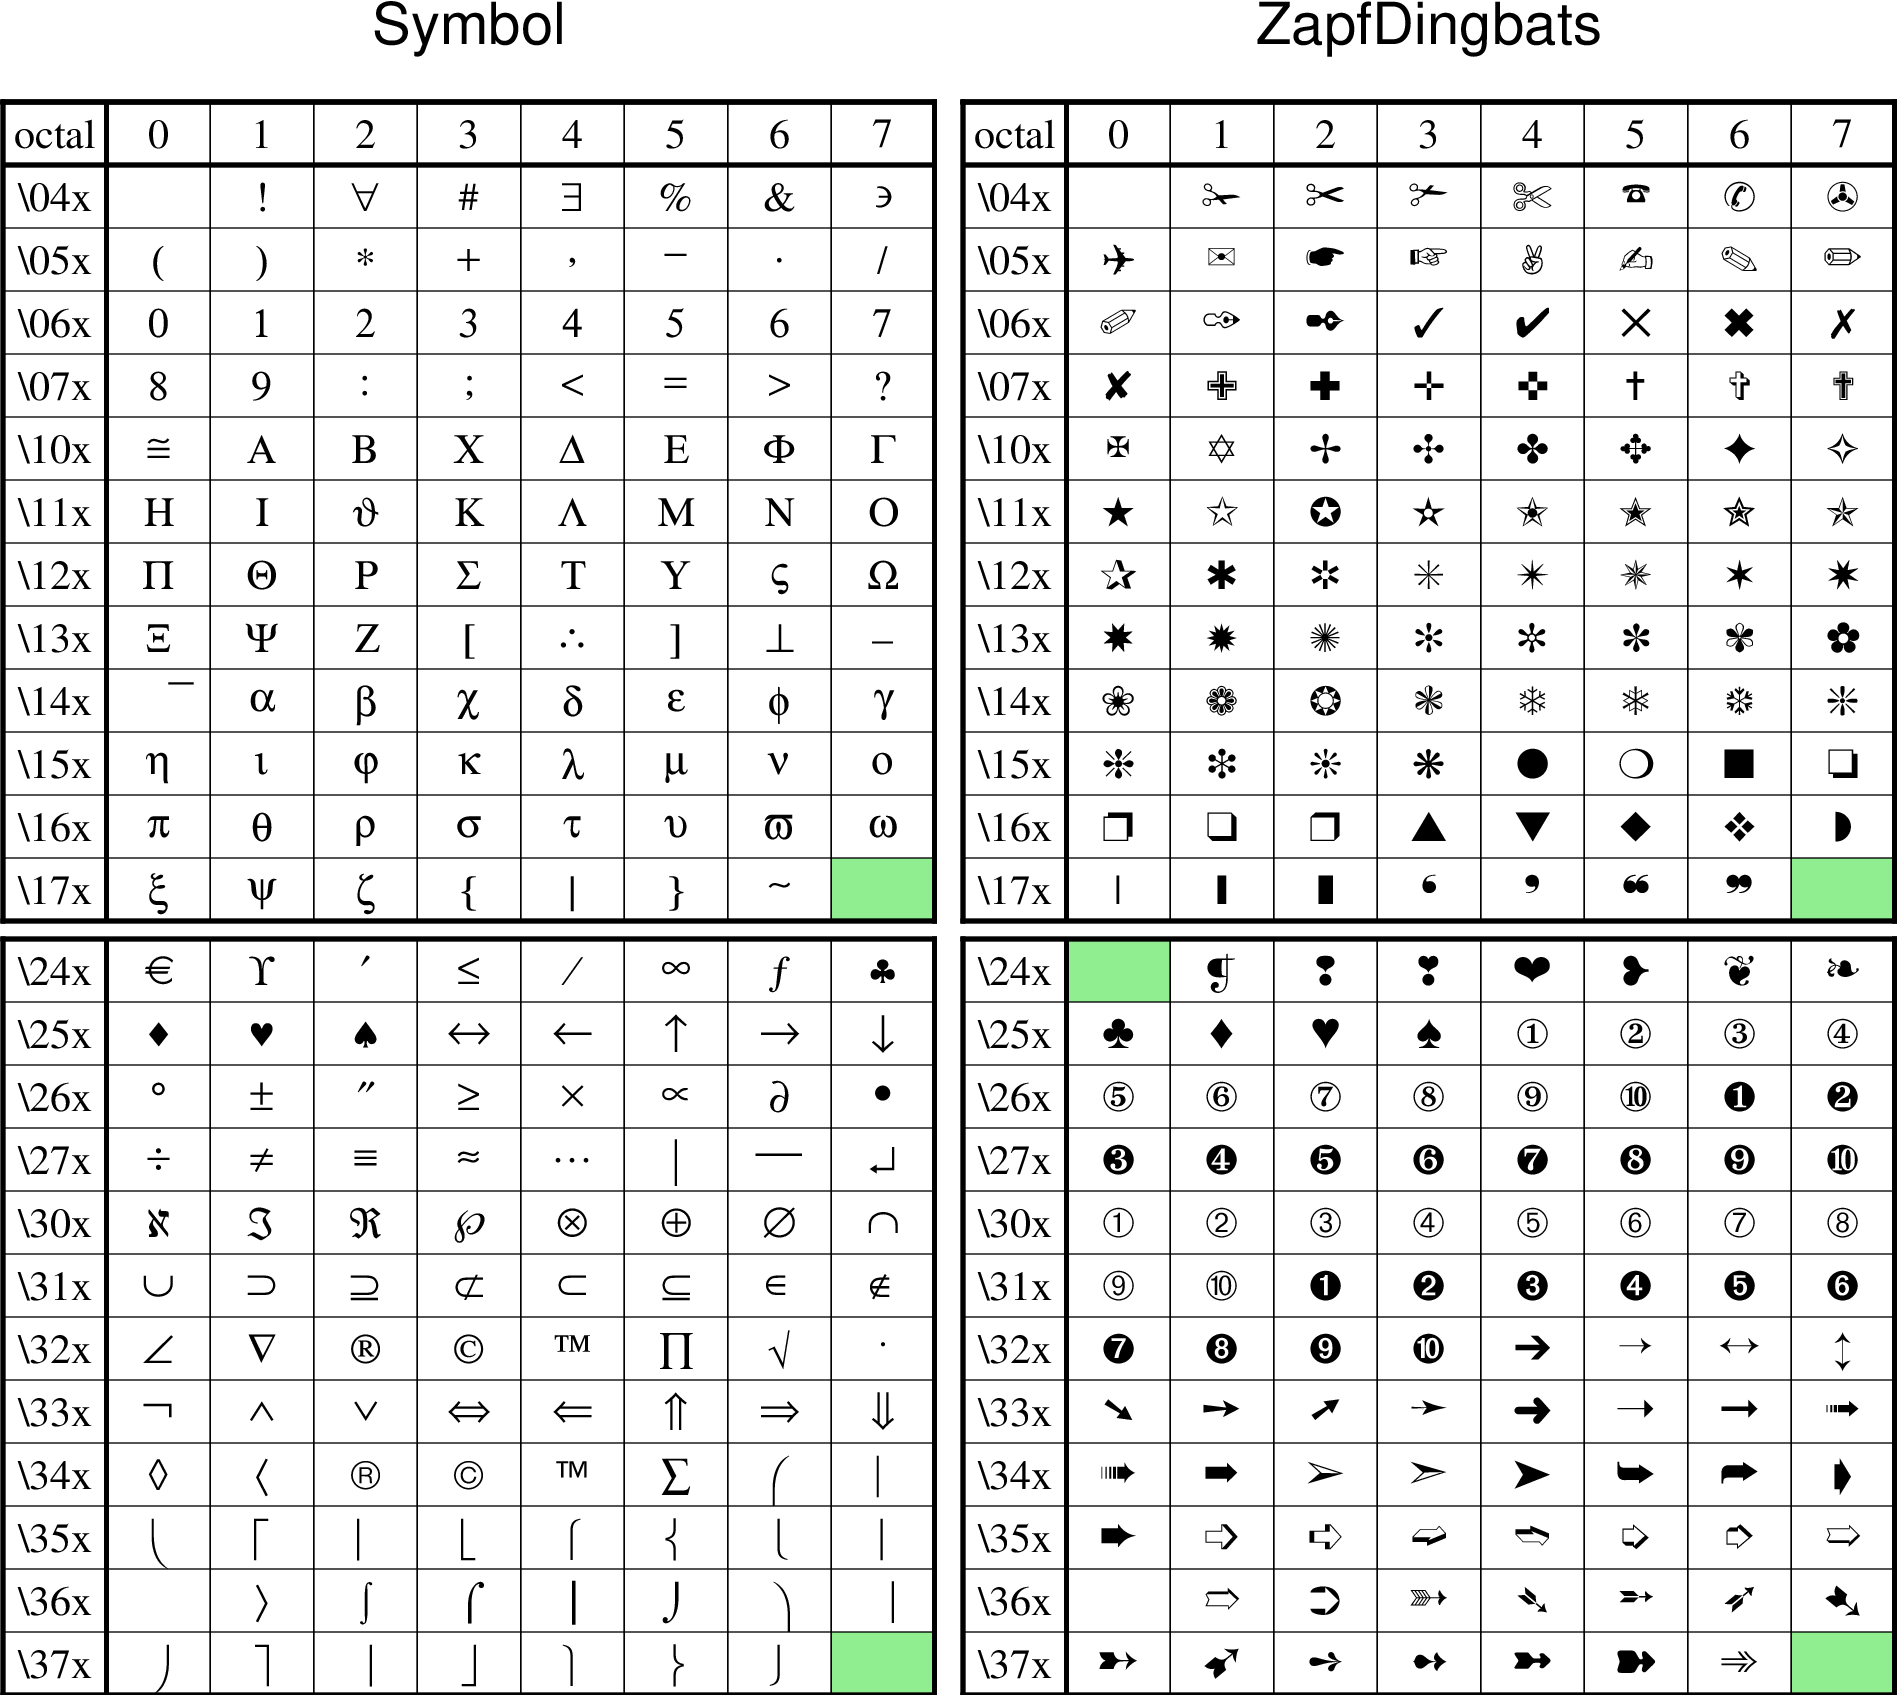 Symbol ZapfDingbats
octal 0 1 2 3 4 5 6 7 octal 0 1 2 3 4 5 6 7
\04x ! ∀ # ∃ % & ∍ \04x ✁ ✂ ✃ ✄ ☎ ✆ ✇
\05x ( ) * + , − . / \05x ✈ ✉ ☛ ☞ ✌ ✍ ✎ ✏
\06x 0 1 2 3 4 5 6 7 \06x ✐ ✑ ✒ ✓ ✔ ✕ ✖ ✗
\07x 8 9 : ; < = > ? \07x ✘ ✙ ✚ ✛ ✜ ✝ ✞ ✟
\10x ≅ Α Β Χ Δ Ε Φ Γ \10x ✠ ✡ ✢ ✣ ✤ ✥ ✦ ✧
\11x Η Ι ϑ Κ Λ Μ Ν Ο \11x ★ ✩ ✪ ✫ ✬ ✭ ✮ ✯
\12x Π Θ Ρ Σ Τ Υ ς Ω \12x ✰ ✱ ✲ ✳ ✴ ✵ ✶ ✷
\13x Ξ Ψ Ζ [ ∴ ] ⊥ _ \13x ✸ ✹ ✺ ✻ ✼ ✽ ✾ ✿
\14x ‾ α β χ δ ε φ γ \14x ❀ ❁ ❂ ❃ ❄ ❅ ❆ ❇
\15x η ι ϕ κ λ μ ν ο \15x ❈ ❉ ❊ ❋ ● ❍ ■ ❏
\16x π θ ρ σ τ υ ϖ ω \16x ❐ ❑ ❒ ▲ ▼ ◆ ❖ ◗
\17x ξ ψ ζ { | } ~ \17x ❘ ❙ ❚ ❛ ❜ ❝ ❞
\24x € ϒ ′ ≤ ⁄ ∞ ƒ ♣ \24x ❡ ❢ ❣ ❤ ❥ ❦ ❧
\25x ♦ ♥ ♠ ↔ ← ↑ → ↓ \25x ♣ ♦ ♥ ♠ ① ② ③ ④
\26x ° ± ″ ≥ × ∝ ∂ • \26x ⑤ ⑥ ⑦ ⑧ ⑨ ⑩ ❶ ❷
\27x ÷ ≠ ≡ ≈ … ⏐ ⎯ ↵ \27x ❸ ❹ ❺ ❻ ❼ ❽ ❾ ❿
\30x ℵ ℑ ℜ ℘ ⊗ ⊕ ∅ ∩ \30x ➀ ➁ ➂ ➃ ➄ ➅ ➆ ➇
\31x ∪ ⊃ ⊇ ⊄ ⊂ ⊆ ∈ ∉ \31x ➈ ➉ ➊ ➋ ➌ ➍ ➎ ➏
\32x ∠ ∇ ® © ™ ∏ √ ⋅ \32x ➐ ➑ ➒ ➓ ➔ → ↔ ↕
\33x ¬ ∧ ∨ ⇔ ⇐ ⇑ ⇒ ⇓ \33x ➘ ➙ ➚ ➛ ➜ ➝ ➞ ➟
\34x ◊ 〈 ® © ™ ∑ ⎛ ⎜ \34x ➠ ➡ ➢ ➣ ➤ ➥ ➦ ➧
\35x ⎝ ⎡ ⎢ ⎣ ⎧ ⎨ ⎩ ⎪ \35x ➨ ➩ ➪ ➫ ➬ ➭ ➮ ➯
\36x 〉 ∫ ⌠ ⎮ ⌡ ⎞ ⎟ \36x ➱ ➲ ➳ ➴ ➵ ➶ ➷
\37x ⎠ ⎤ ⎥ ⎦ ⎫ ⎬ ⎭ \37x ➸ ➹ ➺ ➻ ➼ ➽ ➾